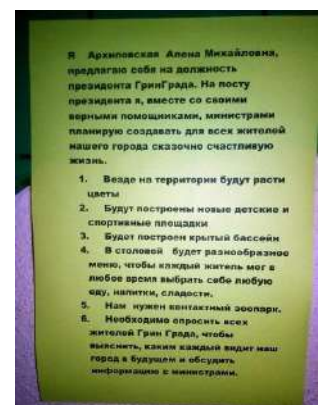 Я Архиповская Алена Михайловна,
предлагаю себя на должность
президента ГринГрада. На посту
президента я, вместе со своими
верными помощниками, министрами
планирую создавать для всех жителей
нашего города сказочно счастливую
жизнь.
1. Везде на территории будут расти
цветы
2. Будут построены новые детские и
спортивные площадки
3. Будет построен крытый бассейн
4. В столовой будет разнообразное
меню, чтобы каждый житель мог в
любое время выбрать себе любую
еду, напитки, сладости.
5. Нам нужен контактный зоопарк.
6. Необходимо опросить всех
жителей Грин Града, чтобы
выяснить, каким каждый видит наш
город в будущем и обсудить
информацию с министрами.